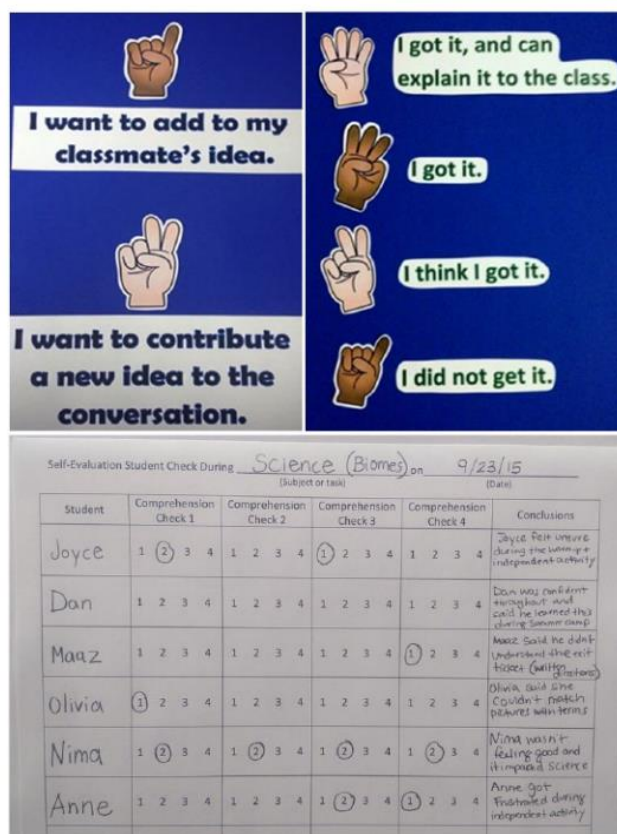 I want to add to my
classmate's idea.
I want to contribute
a new idea to the
conversation.
I got it, and can
explain it to the class.
I got it.
I think I got it.
I did not get it.
Self-Evaluation Student Check During Science (Biomes) on 9/23/15
(Subject or task) (Date)
Student Comprehension Check 1 Comprehension Check 2 Comprehension Check 3 Comprehension Check 4 Conclusions
Joyce 1 2 3 4 1 2 3 4 1 2 3 4 1 2 3 4
Joyce felt unsure
during the warmup +
independent activity
Dan 1 2 3 4 1 2 3 4 1 2 3 4 1 2 3 4
Dan was confident
throughout and
said he learned this
during summer camp
Maaz 1 2 3 4 1 2 3 4 1 2 3 4 1 2 3 4
Maaz said he didn't
understand the exit
ticket (written
directions)
Olivia 1 2 3 4 1 2 3 4 1 2 3 4 1 2 3 4
Olivia said she
couldn't match
pictures with terms
Nima 1 2 3 4 1 2 3 4 1 2 3 4 1 2 3 4
Nima wasn't
feeling good and
it impacted science
Anne 1 2 3 4 1 2 3 4 1 2 3 4 1 2 3 4
Anne got
frustrated during
independent activity